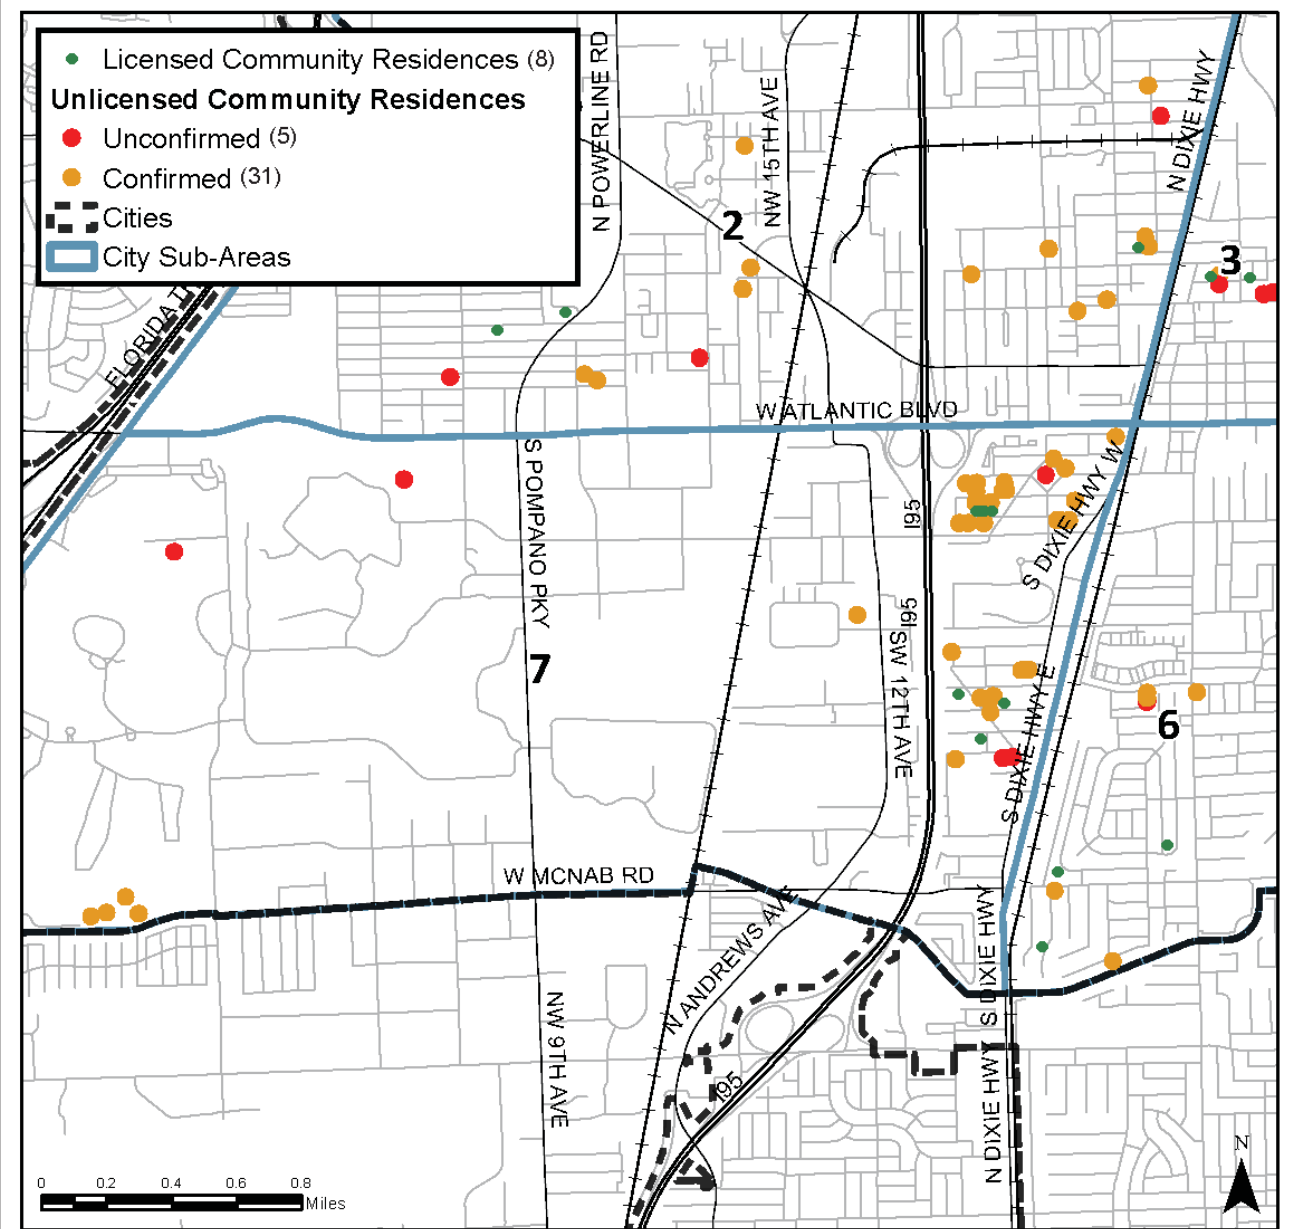 Licensed Community Residences (8)
Unlicensed Community Residences
Unconfirmed (5)
Confirmed (31)
Cities
City Sub-Areas
N POWERLINE RD
NW 15TH AVE
N DIXIE HWY
2
3
W ATLANTIC BLVD
S POMPANO PKY
I95
S DIXIE HWY W
I95
SW 12TH AVE
7
S DIXIE HWY E
6
W MCNAB RD
N ANDREWS AVE
S DIXIE HWY
NW 9TH AVE
I95
N DIXIE HWY
0 0.2 0.4 0.6 0.8
Miles
N